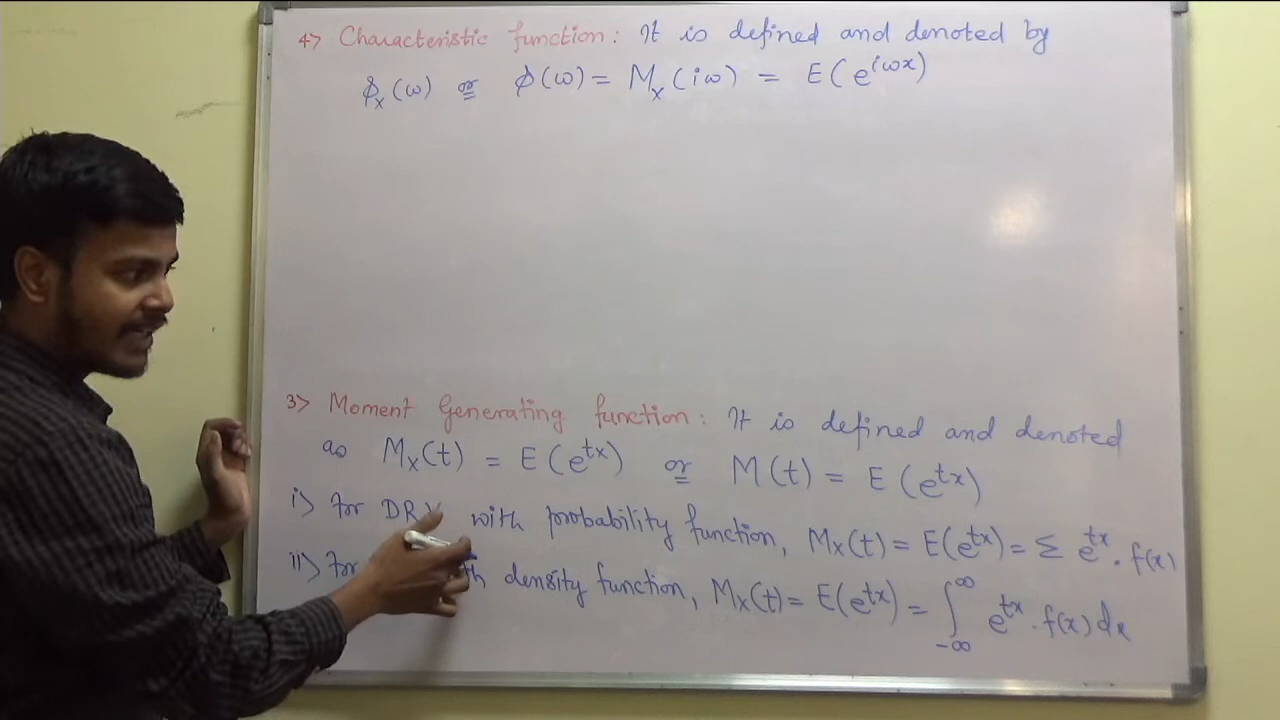 4> Characteristic function: It is defined and denoted by
ϕₓ(ω) or ϕ(ω) = Mₓ(iω) = E(e^{iωx})
3> Moment Generating function: It is defined and denoted
as Mₓ(t) = E(e^{tx}) or M(t) = E(e^{tx})
i> for DRV with probability function, Mₓ(t) = E(e^{tx}) = Σ e^{tx}. f(x)
ii> for th density function, Mₓ(t) = E(e^{tx}) = ∫_{-∞}^{∞} e^{tx}. f(x) dx